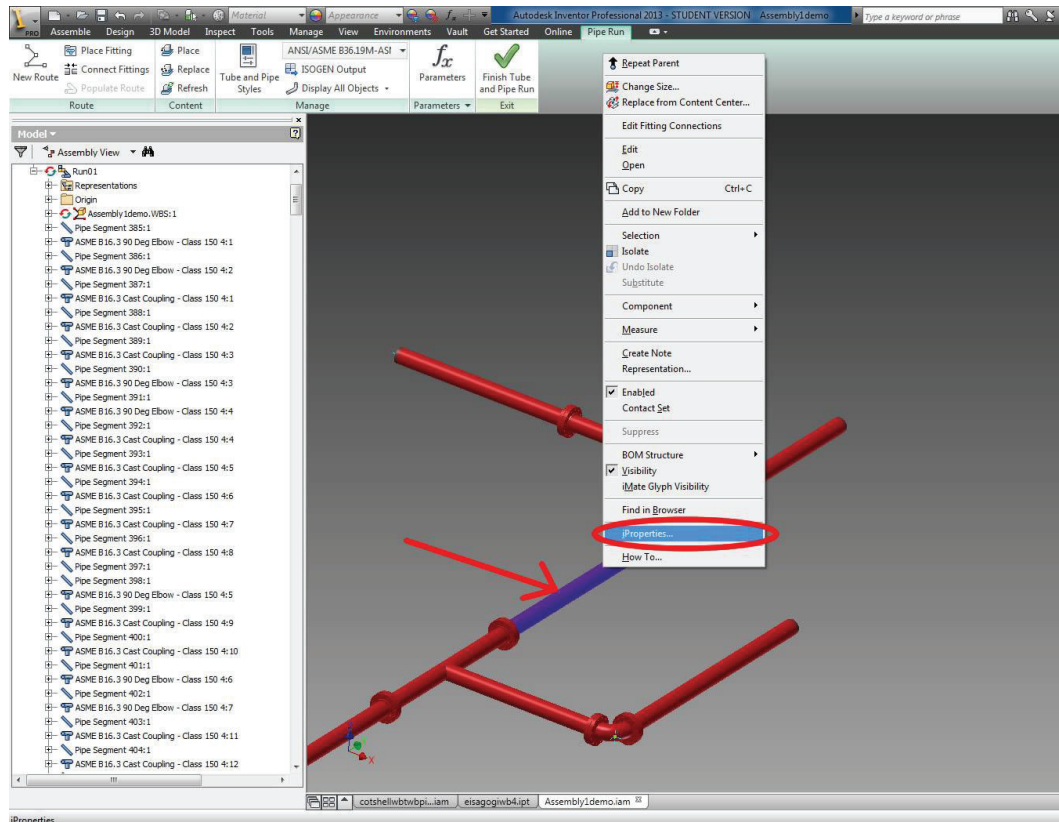 Material Appearance Autodesk Inventor Professional 2013 - STUDENT VERSION Assembly1demo Type a keyword or phrase
PRO Assemble Design 3D Model Inspect Tools Manage View Environments Vault Get Started Online Pipe Run
New Route
Place Fitting
Connect Fittings
Populate Route
Route
Place
Replace
Refresh
Content
Tube and Pipe
Styles
ANSI/ASME B36.19M-ASI
ISOGEN Output
Display All Objects
Manage
fx
Parameters
Parameters
Finish Tube
and Pipe Run
Exit
Model
Assembly View
Run01
Representations
Origin
Assembly1demo.WBS:1
Pipe Segment 385:1
ASME B16.3 90 Deg Elbow - Class 150 4:1
Pipe Segment 386:1
ASME B16.3 90 Deg Elbow - Class 150 4:2
Pipe Segment 387:1
ASME B16.3 Cast Coupling - Class 150 4:1
Pipe Segment 388:1
ASME B16.3 Cast Coupling - Class 150 4:2
Pipe Segment 389:1
ASME B16.3 Cast Coupling - Class 150 4:3
Pipe Segment 390:1
ASME B16.3 90 Deg Elbow - Class 150 4:3
Pipe Segment 391:1
ASME B16.3 90 Deg Elbow - Class 150 4:4
Pipe Segment 392:1
ASME B16.3 Cast Coupling - Class 150 4:4
Pipe Segment 393:1
ASME B16.3 Cast Coupling - Class 150 4:5
Pipe Segment 394:1
ASME B16.3 Cast Coupling - Class 150 4:6
Pipe Segment 395:1
ASME B16.3 Cast Coupling - Class 150 4:7
Pipe Segment 396:1
ASME B16.3 Cast Coupling - Class 150 4:8
Pipe Segment 397:1
Pipe Segment 398:1
ASME B16.3 90 Deg Elbow - Class 150 4:5
Pipe Segment 399:1
ASME B16.3 Cast Coupling - Class 150 4:9
Pipe Segment 400:1
ASME B16.3 Cast Coupling - Class 150 4:10
Pipe Segment 401:1
ASME B16.3 90 Deg Elbow - Class 150 4:6
Pipe Segment 402:1
ASME B16.3 90 Deg Elbow - Class 150 4:7
Pipe Segment 403:1
ASME B16.3 Cast Coupling - Class 150 4:11
Pipe Segment 404:1
ASME B16.3 Cast Coupling - Class 150 4:12
Repeat Parent
Change Size...
Replace from Content Center...
Edit Fitting Connections
Edit
Open
Copy Ctrl+C
Add to New Folder
Selection
Isolate
Undo Isolate
Substitute
Component
Measure
Create Note
Representation...
Enabled
Contact Set
Suppress
BOM Structure
Visibility
iMate Glyph Visibility
Find in Browser
iProperties...
How To...
X
cotshellwbtwbpi...iam eisagogiwb4.ipt Assembly1demo.iam
iProperties